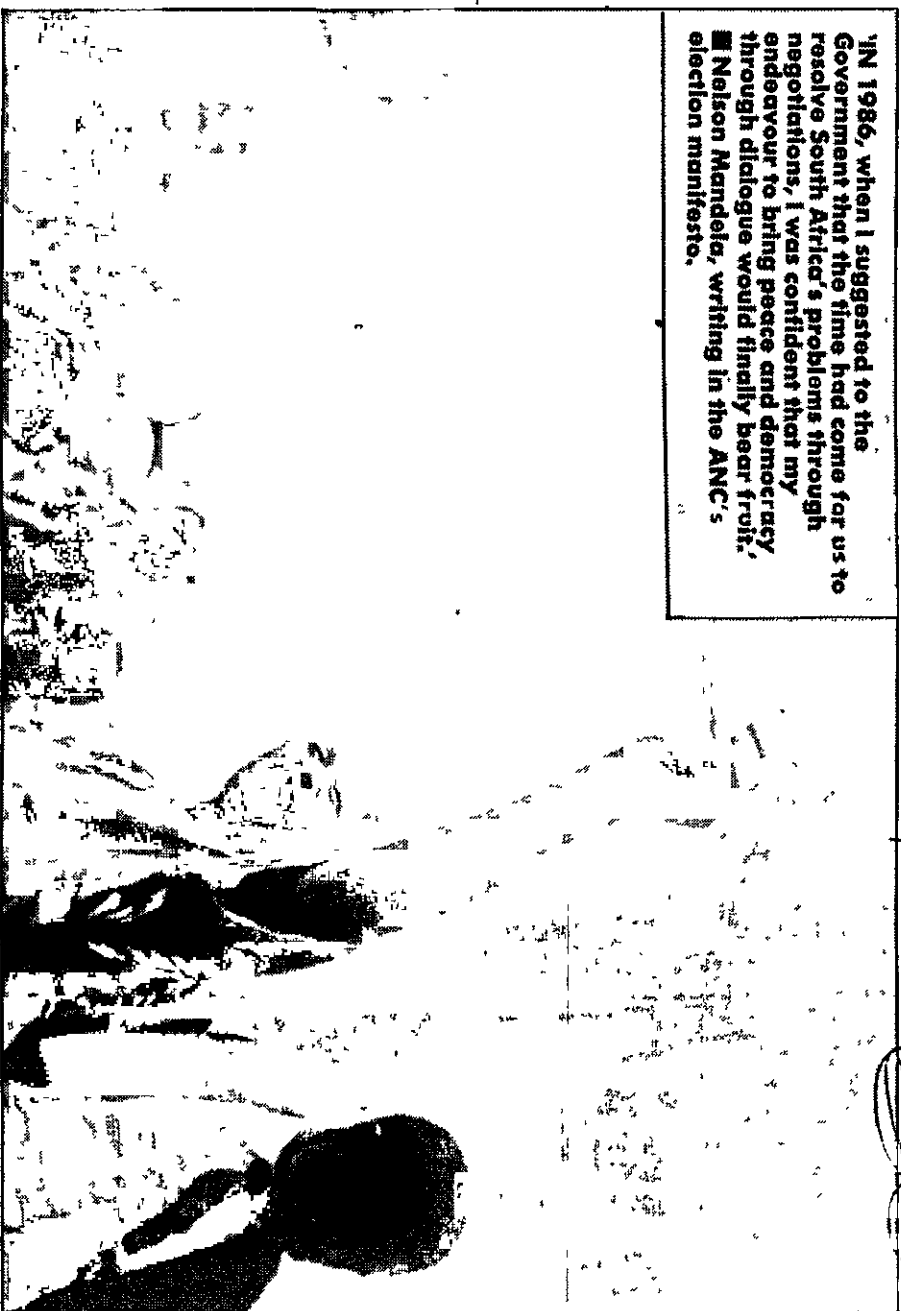 'IN 1986, when I suggested to the
Government that the time had come for us to
resolve South Africa's problems through
negotiations, I was confident that my
endeavour to bring peace and democracy
through dialogue would finally bear fruit.'
■ Nelson Mandela, writing in the ANC's
election manifesto.